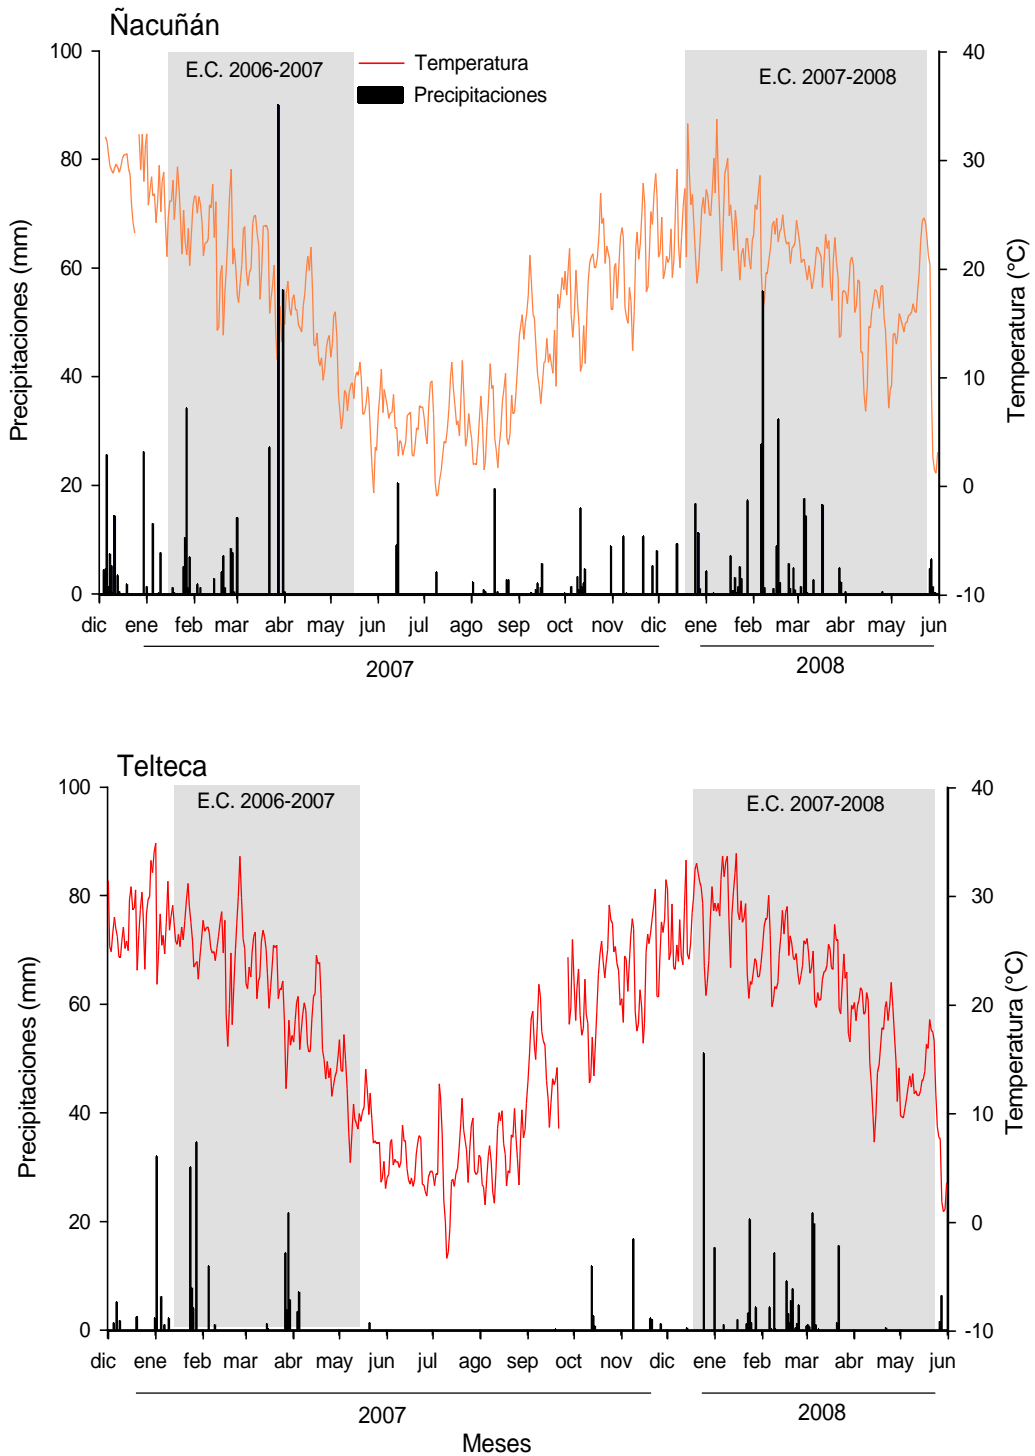 Ñacuñán
100
80
60
40
20
0
Precipitaciones (mm)
E.C. 2006-2007
Temperatura
Precipitaciones
E.C. 2007-2008
40
30
20
10
0
-10
Temperatura (°C)
dic ene feb mar abr may jun jul ago sep oct nov dic ene feb mar abr may jun
2007
2008
Telteca
100
80
60
40
20
0
Precipitaciones (mm)
E.C. 2006-2007
E.C. 2007-2008
40
30
20
10
0
-10
Temperatura (°C)
dic ene feb mar abr may jun jul ago sep oct nov dic ene feb mar abr may jun
2007
2008
Meses